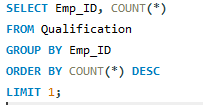 SELECT Emp_ID, COUNT(*)
FROM Qualification
GROUP BY Emp_ID
ORDER BY COUNT(*) DESC
LIMIT 1;